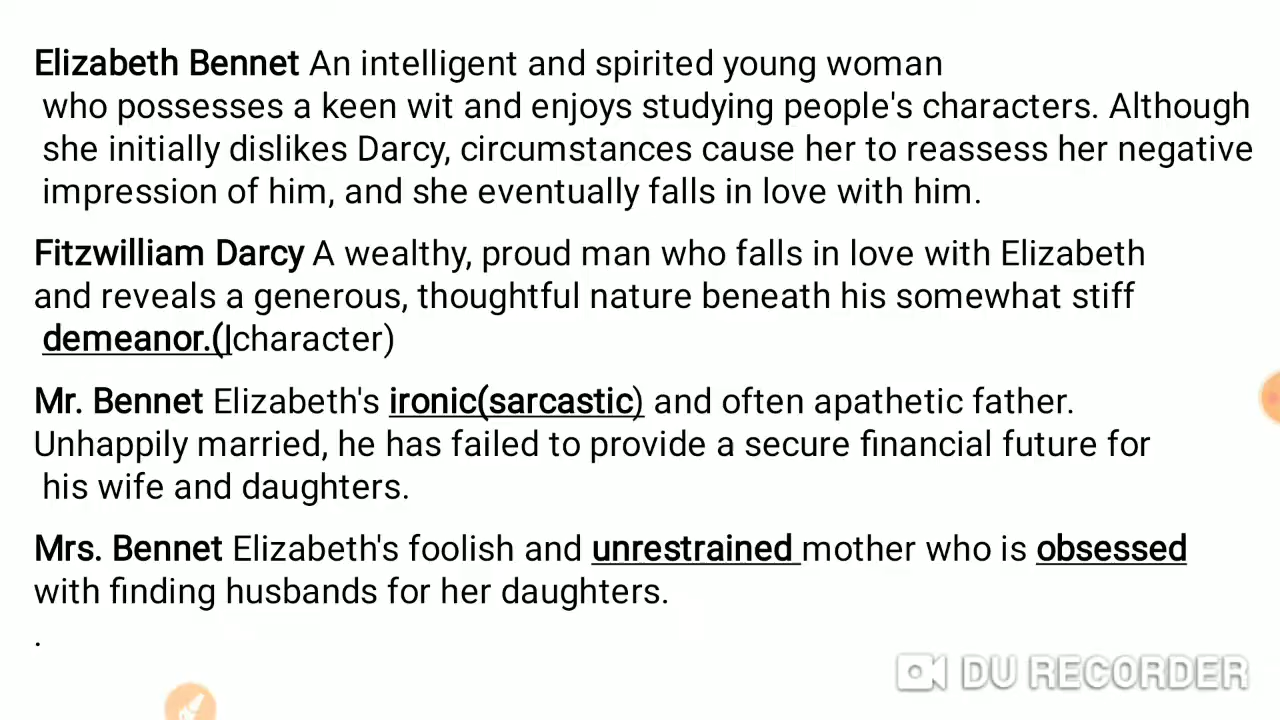 Elizabeth Bennet An intelligent and spirited young woman
who possesses a keen wit and enjoys studying people's characters. Although
she initially dislikes Darcy, circumstances cause her to reassess her negative
impression of him, and she eventually falls in love with him.
Fitzwilliam Darcy A wealthy, proud man who falls in love with Elizabeth
and reveals a generous, thoughtful nature beneath his somewhat stiff
demeanor.(character)
Mr. Bennet Elizabeth's ironic(sarcastic) and often apathetic father.
Unhappily married, he has failed to provide a secure financial future for
his wife and daughters.
Mrs. Bennet Elizabeth's foolish and unrestrained mother who is obsessed
with finding husbands for her daughters.
.
DU RECORDER